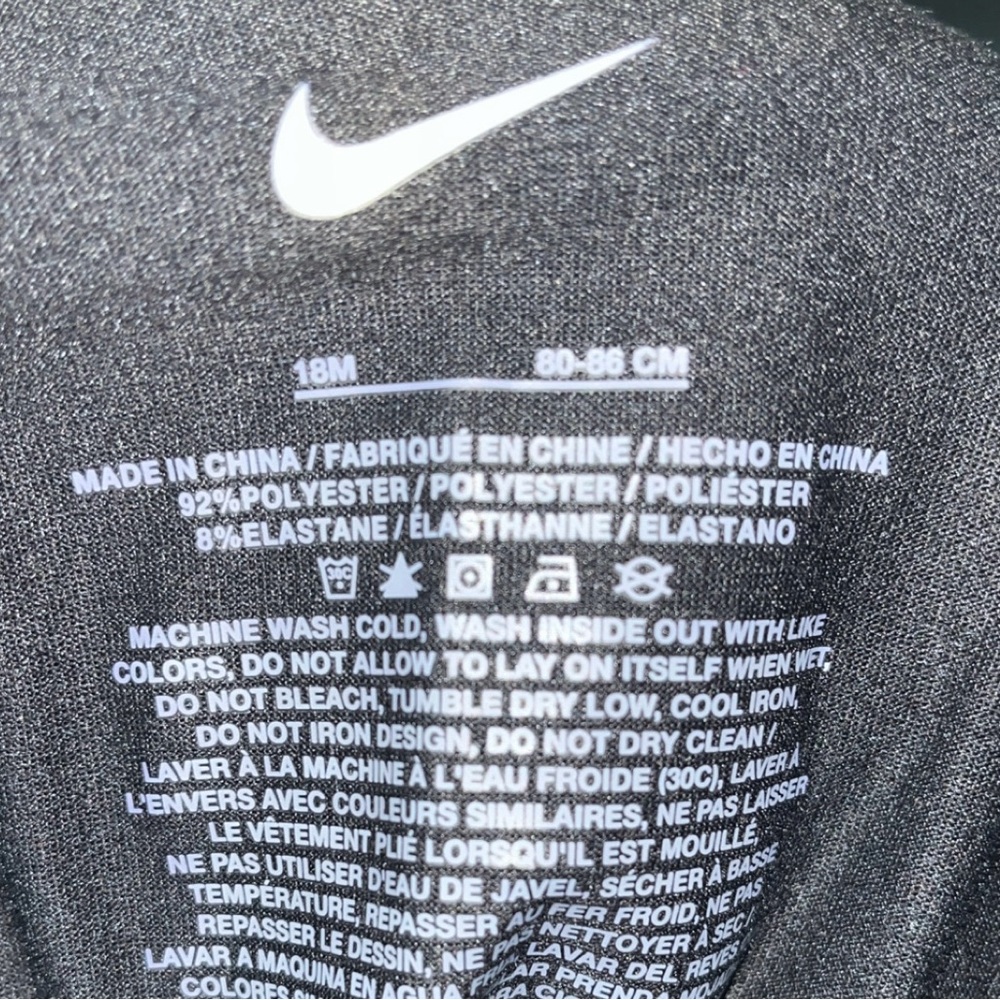 18M 80-86 CM
MADE IN CHINA / FABRIQUÉ EN CHINE / HECHO EN CHINA
92%POLYESTER / POLYESTER / POLIÉSTER
8%ELASTANE / ÉLASTHANNE / ELASTANO
30C
MACHINE WASH COLD, WASH INSIDE OUT WITH LIKE
COLORS, DO NOT ALLOW TO LAY ON ITSELF WHEN WET,
DO NOT BLEACH, TUMBLE DRY LOW, COOL IRON,
DO NOT IRON DESIGN, DO NOT DRY CLEAN /
LAVER À LA MACHINE À L'EAU FROIDE (30C), LAVER À
L'ENVERS AVEC COULEURS SIMILAIRES, NE PAS LAISSER
LE VÊTEMENT PLIÉ LORSQU'IL EST MOUILLÉ,
NE PAS UTILISER D'EAU DE JAVEL, SÉCHER À BASSE
TEMPÉRATURE, REPASSER AU FER FROID, NE PAS
REPASSER LE DESSIN, NE PAS NETTOYER À SEC /
LAVAR A MAQUINA EN AGUA LAVAR DEL REVES
COLORES PRENDA